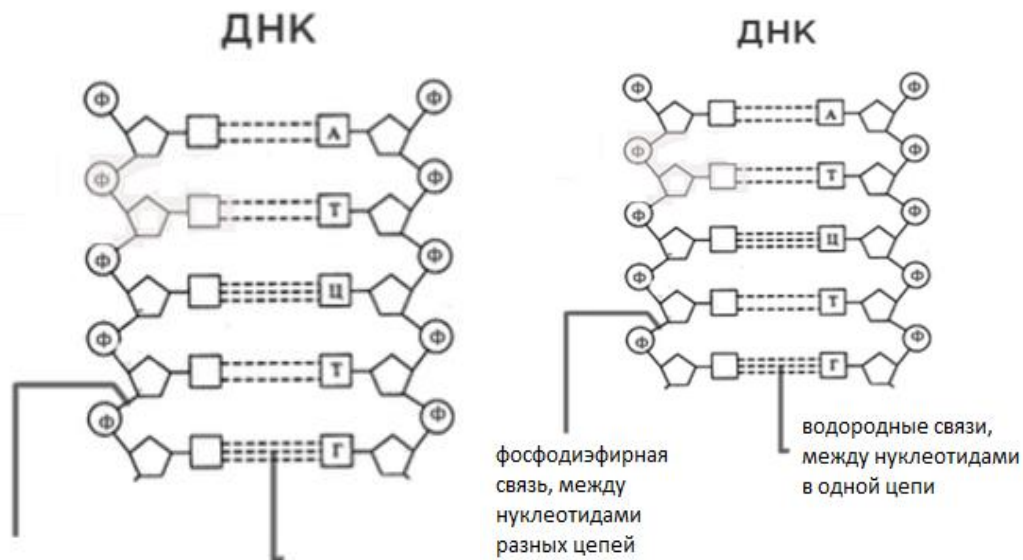 ДНК
Ф Ф
А
Ф Ф
Т
Ф Ф
Ц
Ф Ф
Т
Ф Ф
Г
ДНК
Ф Ф
А
Ф Ф
Т
Ф Ф
Ц
Ф Ф
Т
Ф Ф
Г
фосфодиэфирная
связь, между
нуклеотидами
разных цепей
водородные связи,
между нуклеотидами
в одной цепи